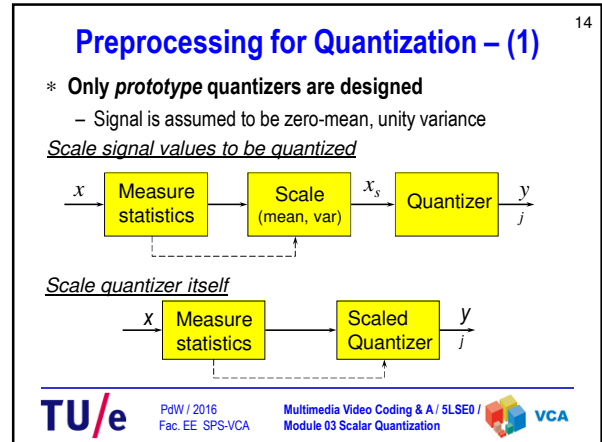 14
Preprocessing for Quantization – (1)
* Only prototype quantizers are designed
– Signal is assumed to be zero-mean, unity variance
Scale signal values to be quantized
x Measure statistics Scale (mean, var) x_s Quantizer y j
Scale quantizer itself
x Measure statistics Scaled Quantizer y j
TU/e PdW / 2016 Multimedia Video Coding & A / 5LSE0 / VCA
Fac. EE SPS-VCA Module 03 Scalar Quantization